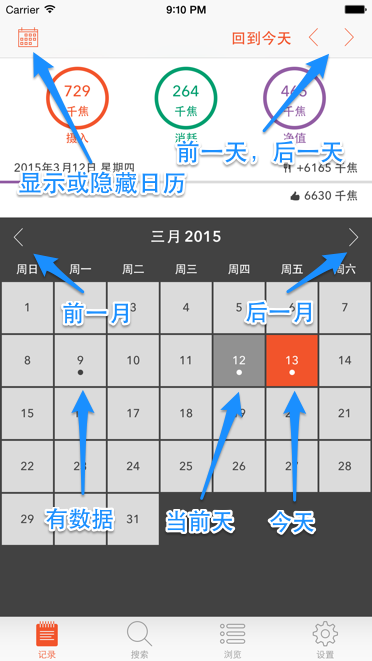 Carrier 9:10 PM
回到今天
729 264 465
千焦 千焦 千焦
摄入 消耗 净值
前一天，后一天
2015年3月12日 星期四 +6165 千焦
显示或隐藏日历
6630 千焦
三月 2015
周日 周一 周二 周三 周四 周五 周六
前一月 后一月
1 3 4 5 6 7
8 9 10 11 12 13 14
15 17 18 19 21
22 23 24 25 26 27 28
29 31
有数据 当前天 今天
记录 搜索 浏览 设置